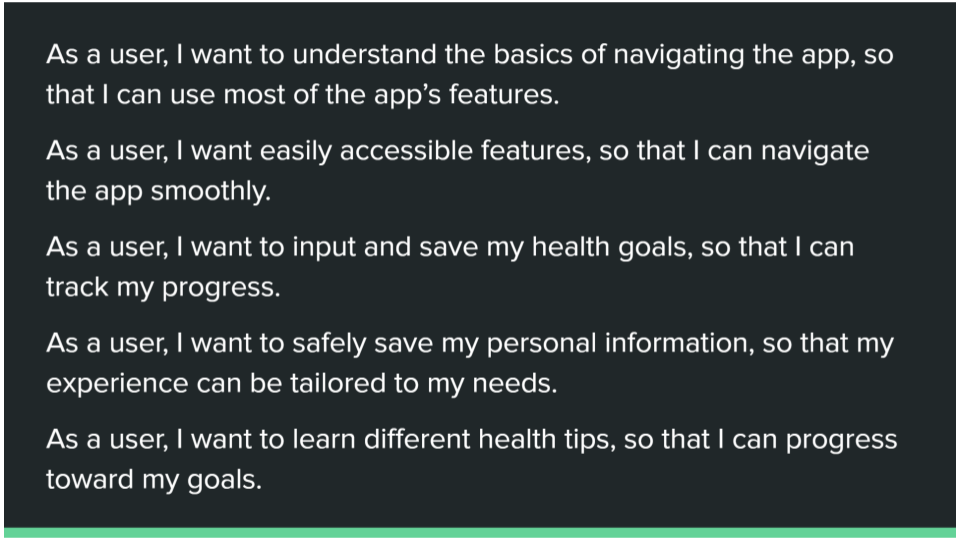 As a user, I want to understand the basics of navigating the app, so
that I can use most of the app’s features.
As a user, I want easily accessible features, so that I can navigate
the app smoothly.
As a user, I want to input and save my health goals, so that I can
track my progress.
As a user, I want to safely save my personal information, so that my
experience can be tailored to my needs.
As a user, I want to learn different health tips, so that I can progress
toward my goals.